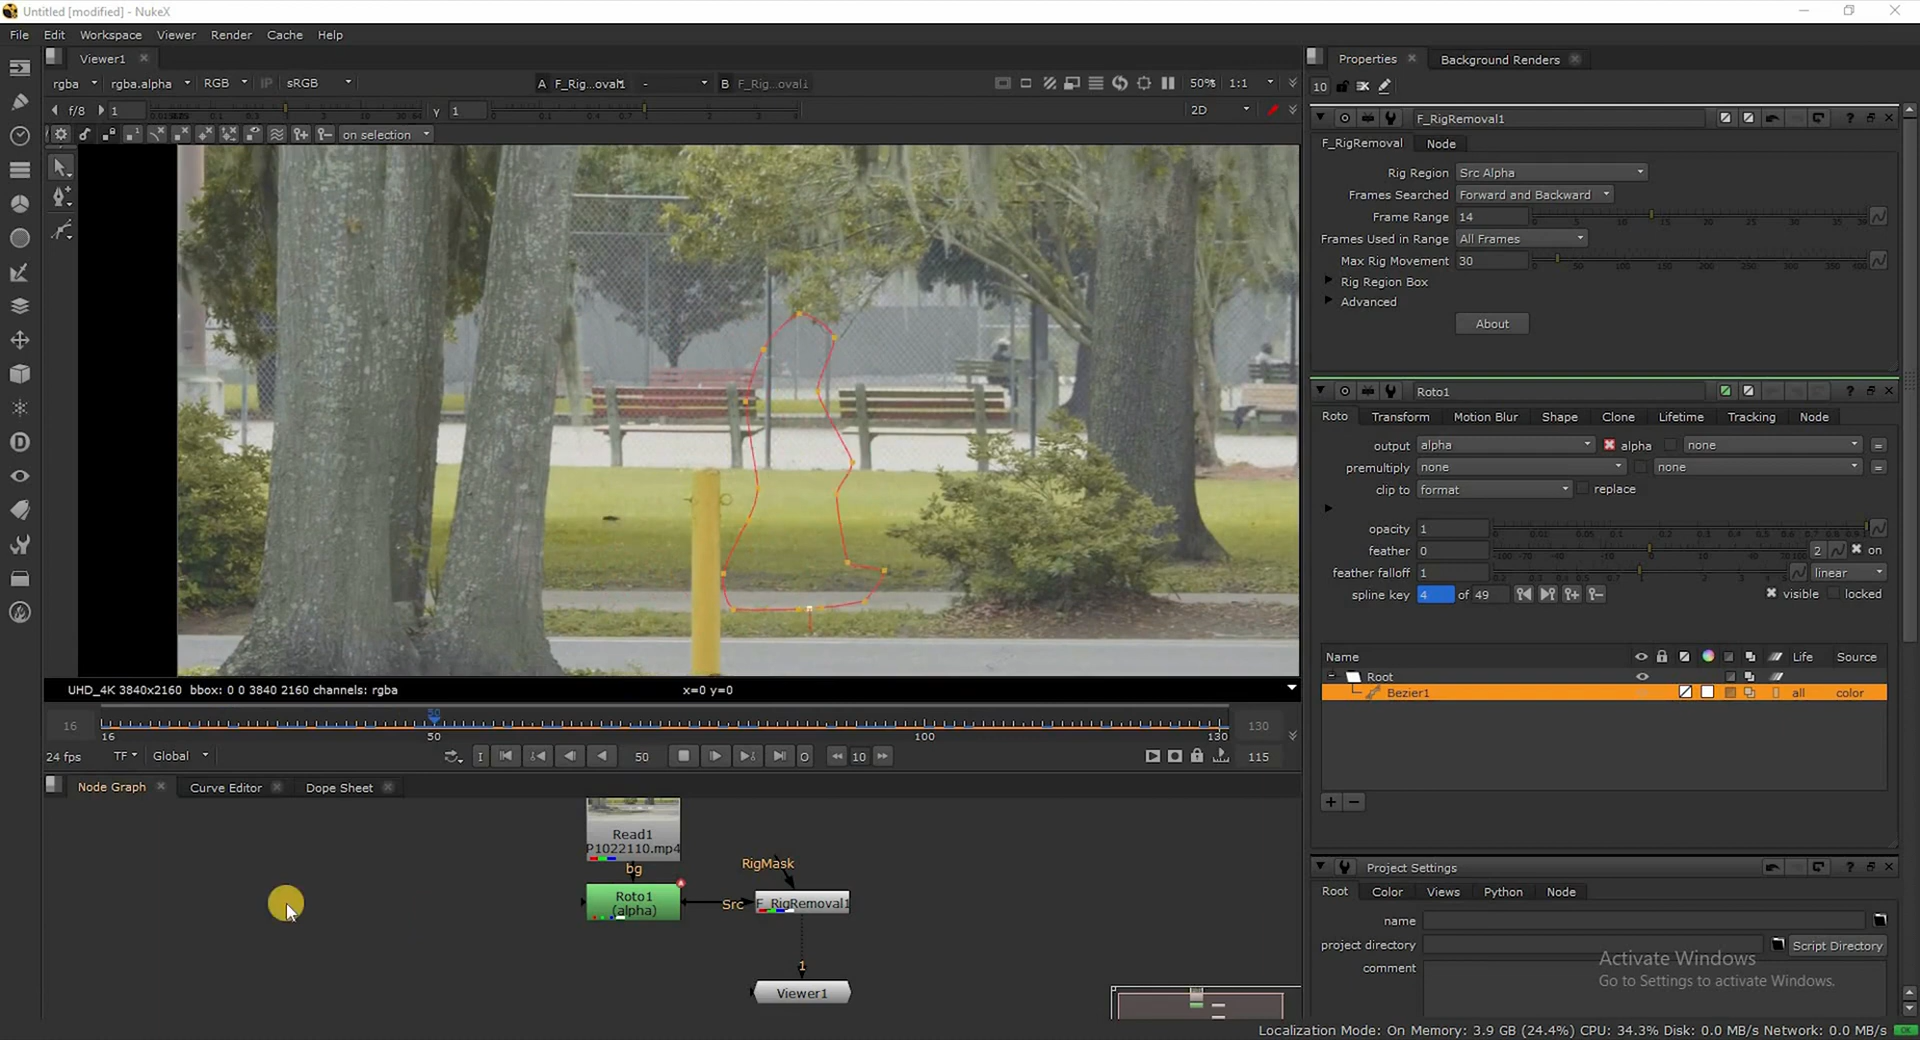 Untitled [modified] - NukeX
File Edit Workspace Viewer Render Cache Help
Viewer1
rgba rgba.alpha RGB IP sRGB A F_Rig...oval1 - B F_Rig...oval1 50% 1:1
f/8 1 y 1 2D
on selection
UHD_4K 3840x2160 bbox: 0 0 3840 2160 channels: rgba x=0 y=0
16 50 130
16 50 100 130
24 fps TF Global I 50 O 10 115
Node Graph Curve Editor Dope Sheet
Read1
P1022110.mp4
bg
RigMask
Roto1
(alpha)
Src
F_RigRemoval1
1
Viewer1
Properties Background Renders
10
F_RigRemoval1
F_RigRemoval Node
Rig Region Src Alpha
Frames Searched Forward and Backward
Frame Range 14
Frames Used in Range All Frames
Max Rig Movement 30
Rig Region Box
Advanced
About
Roto1
Roto Transform Motion Blur Shape Clone Lifetime Tracking Node
output alpha alpha none
premultiply none none
clip to format replace
opacity 1
feather 0 2 on
feather falloff 1 linear
spline key 4 of 49 visible locked
Name Life Source
Root
Bezier1 all color
Project Settings
Root Color Views Python Node
name
project directory Script Directory
comment
Activate Windows
Go to Settings to activate Windows.
Localization Mode: On Memory: 3.9 GB (24.4%) CPU: 34.3% Disk: 0.0 MB/s Network: 0.0 MB/s